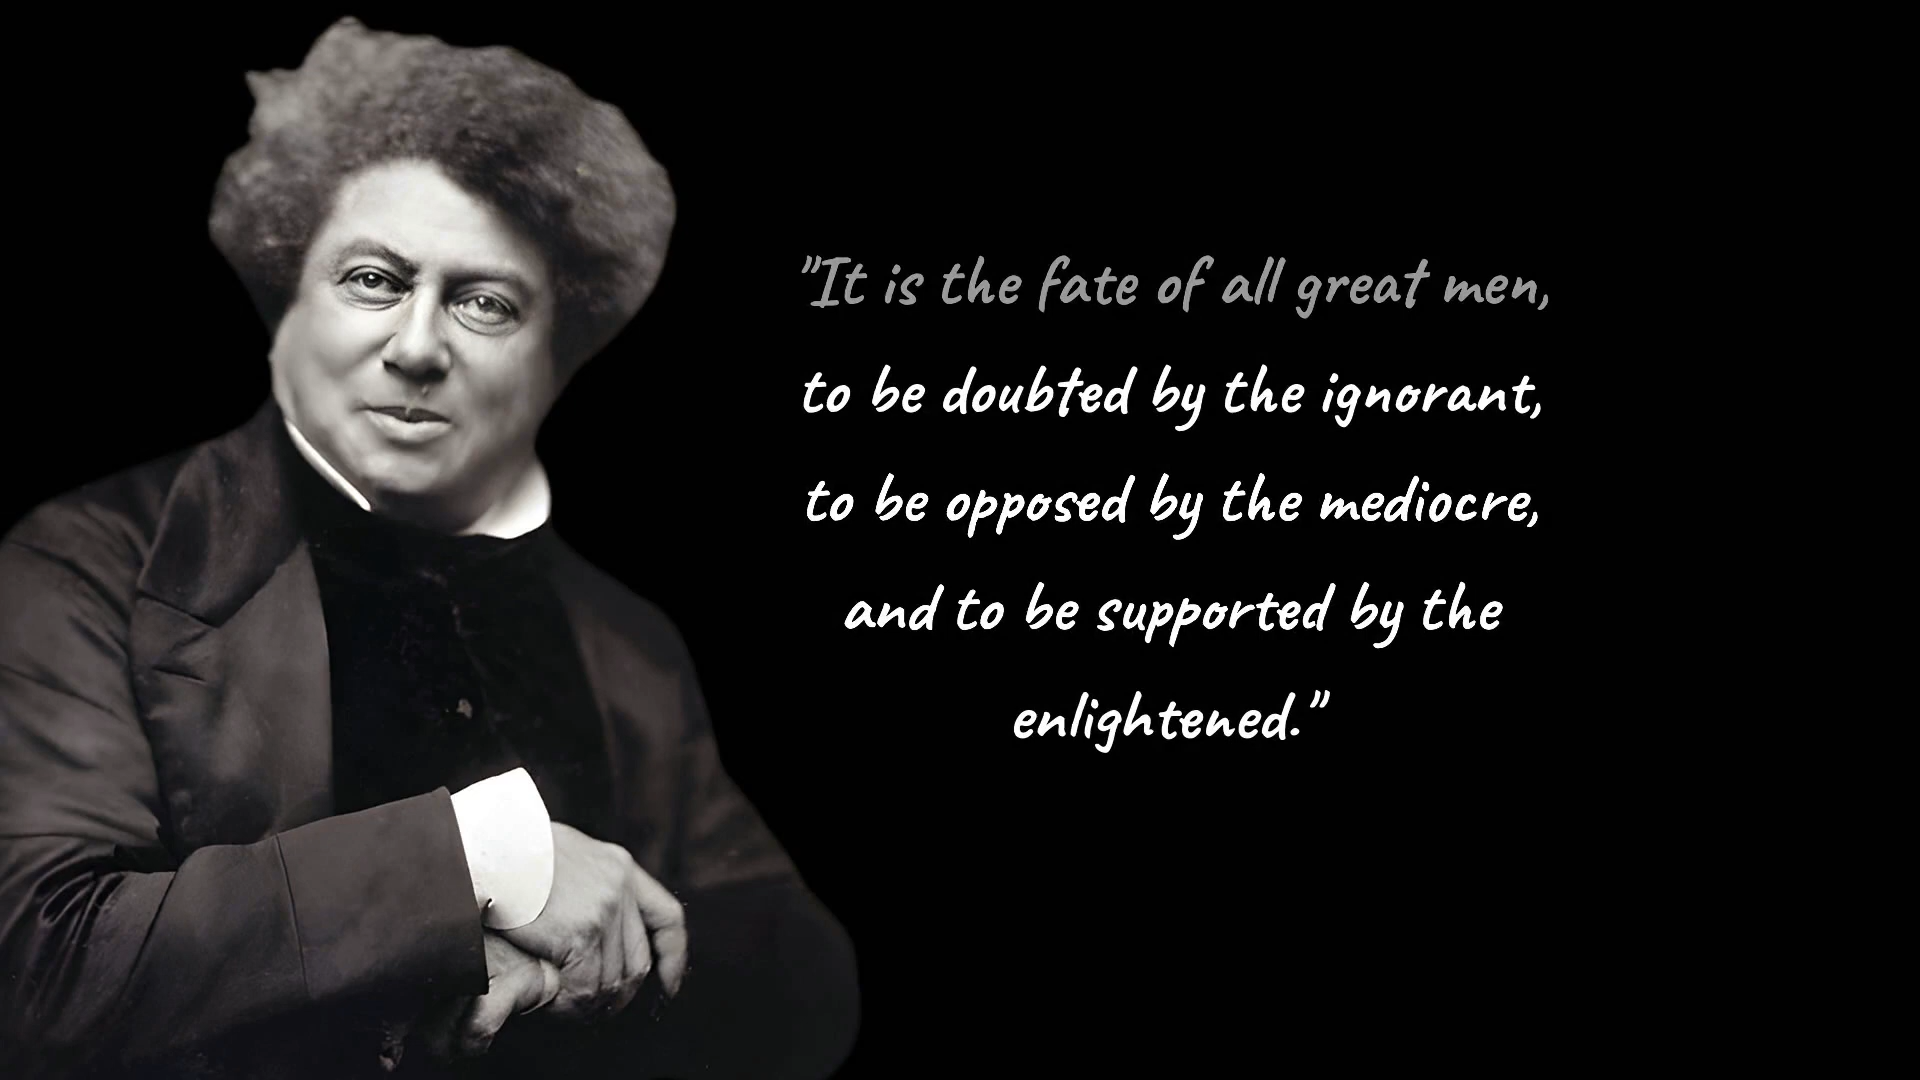 "It is the fate of all great men,
to be doubted by the ignorant,
to be opposed by the mediocre,
and to be supported by the
enlightened."